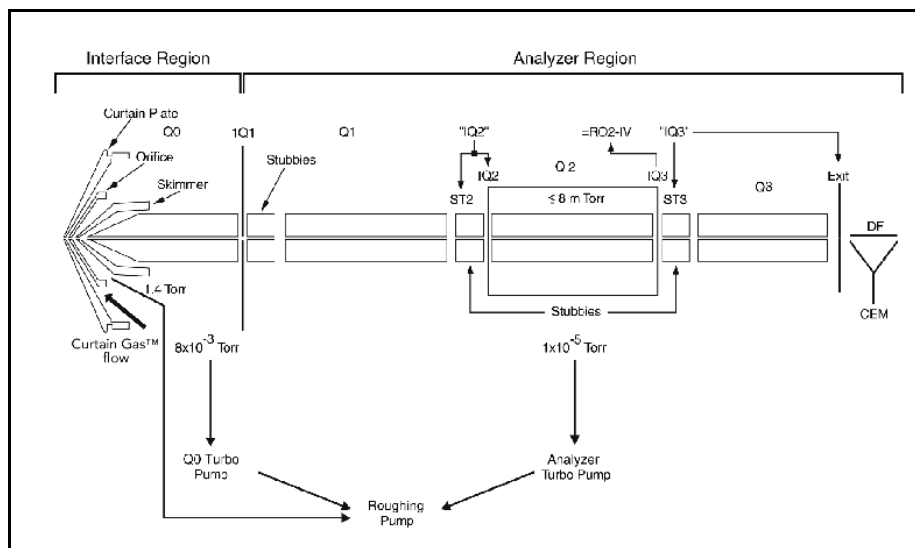 Interface Region
Analyzer Region
Curtain Plate
Q0
1Q1
Q1
"IQ2"
=RO2-IV
"IQ3"
Orifice
Stubbies
Skimmer
IQ2
Q 2
IQ3
Q3
Exit
ST2
≤ 8 m Torr
ST3
DF
1.4 Torr
Stubbies
CEM
Curtain Gas™
flow
8x10⁻³ Torr
1x10⁻⁵ Torr
Q0 Turbo
Pump
Analyzer
Turbo Pump
Roughing
Pump